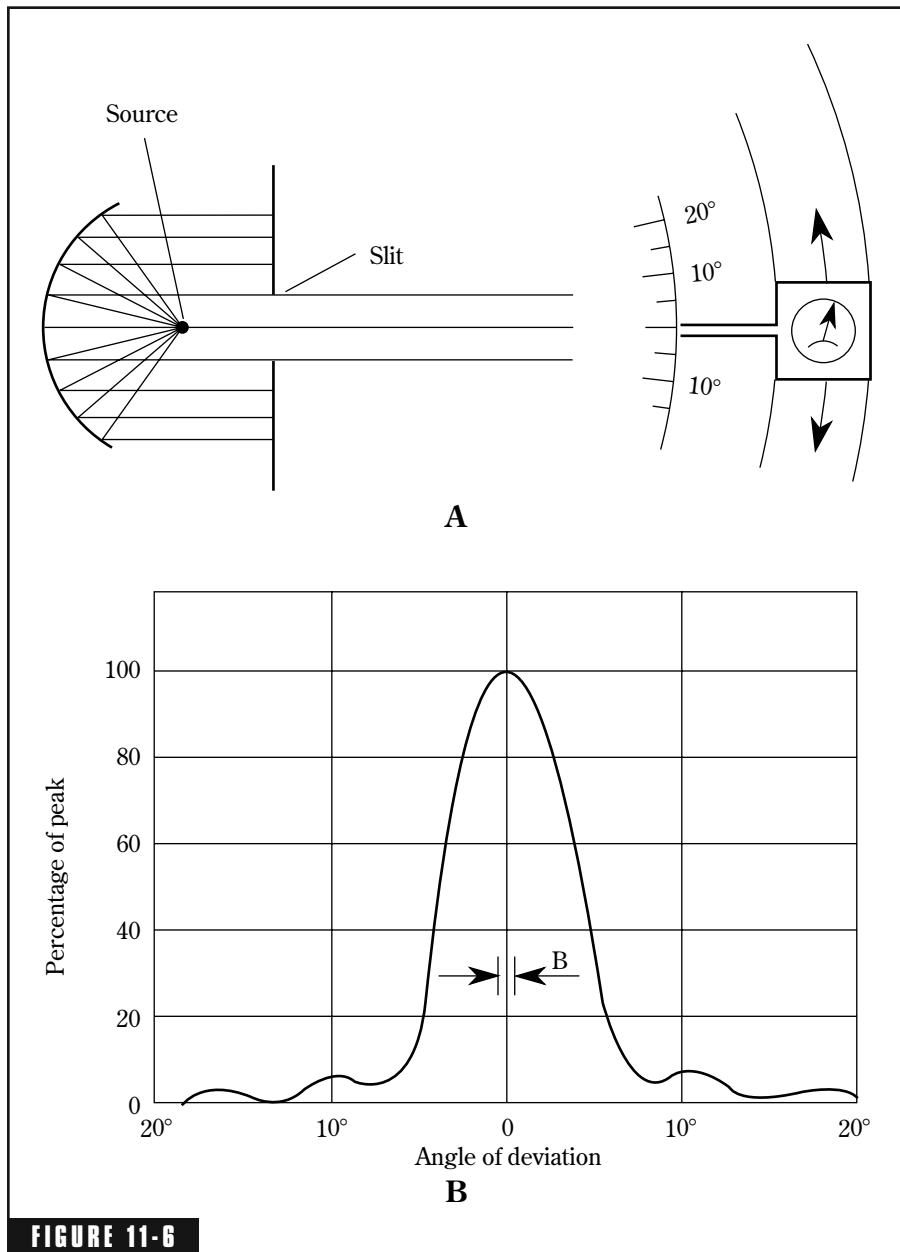 Source
Slit
20°
10°
10°
A
100
80
60
40
20
0
Percentage of peak
B
20° 10° 0 10° 20°
Angle of deviation
B
FIGURE 11-6